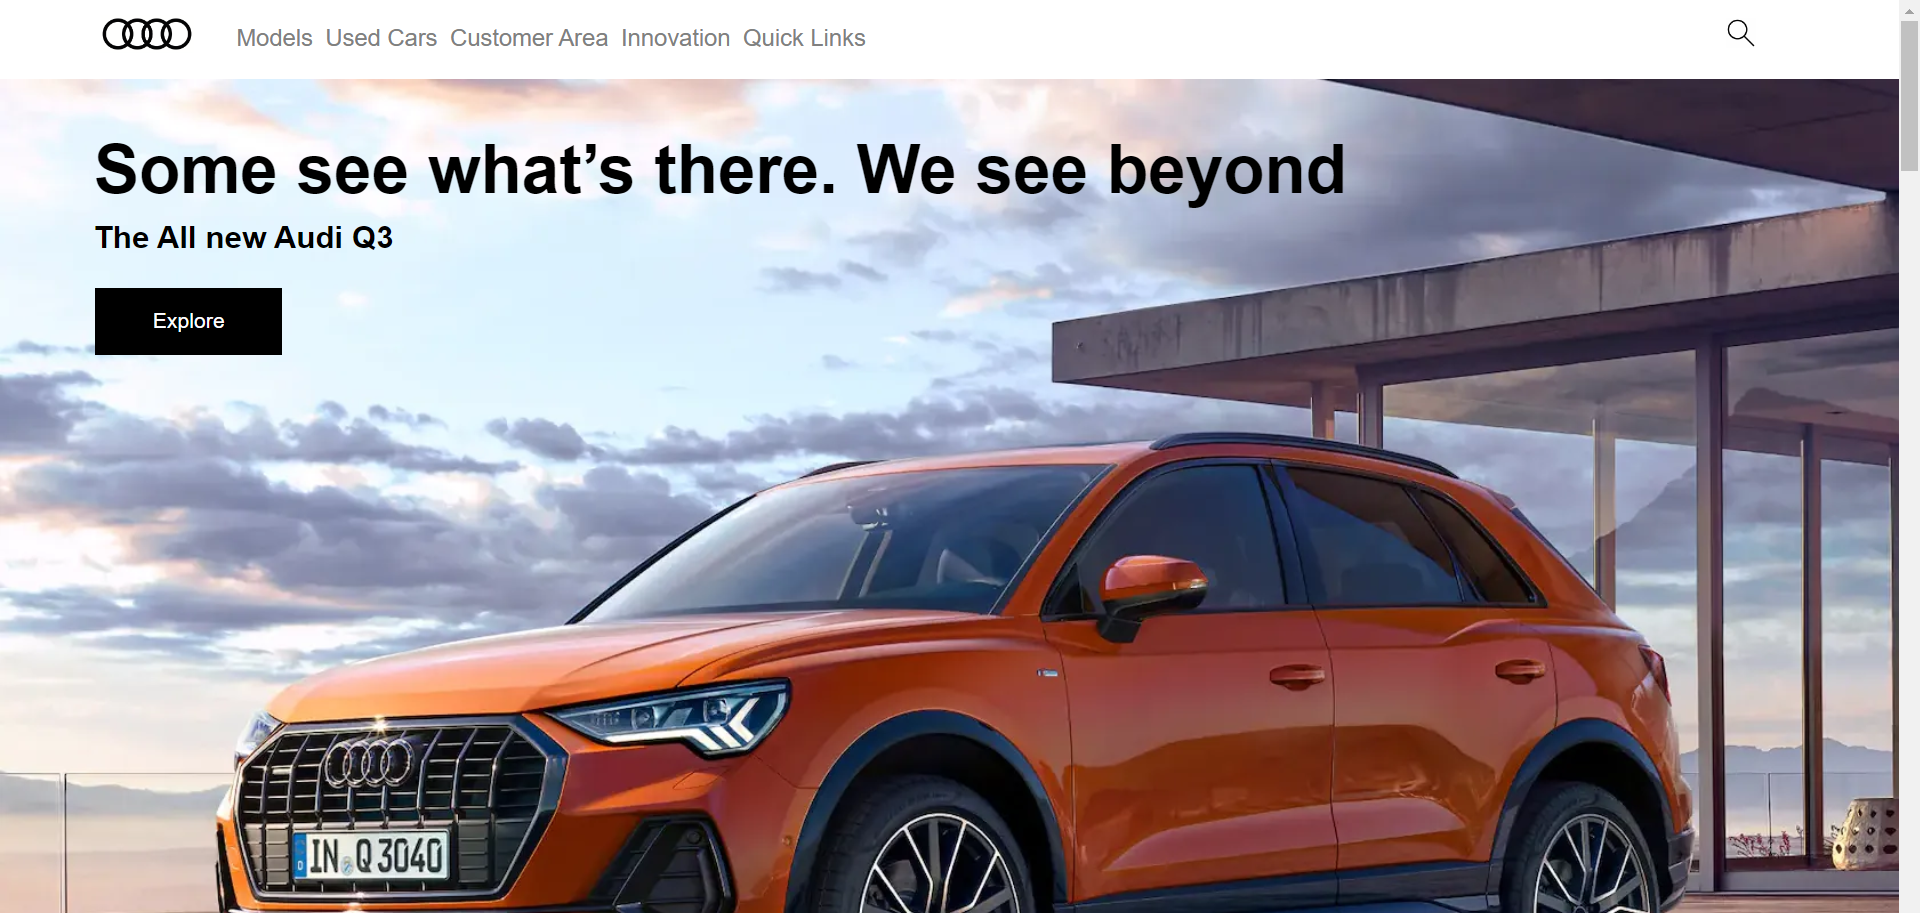 Models Used Cars Customer Area Innovation Quick Links
Some see what’s there. We see beyond
The All new Audi Q3
Explore
IN Q 3040